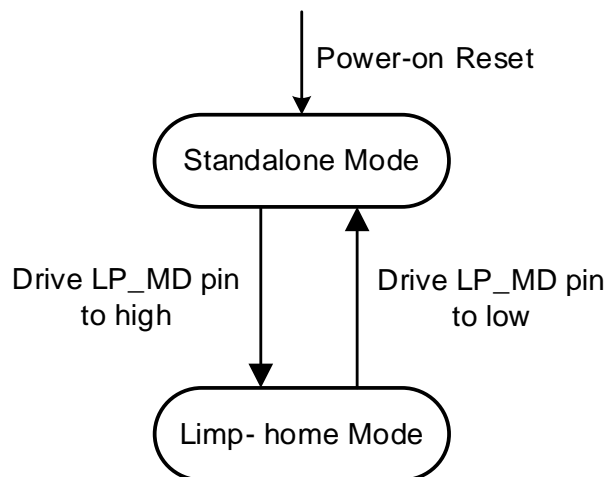 Power-on Reset
Standalone Mode
Drive LP_MD pin
to high
Drive LP_MD pin
to low
Limp- home Mode